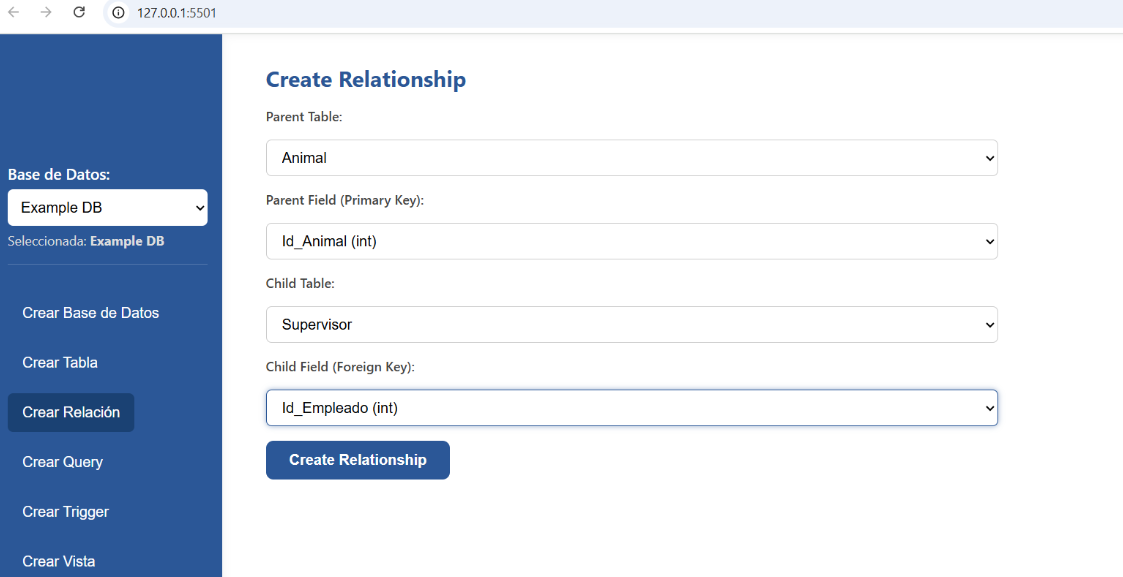 127.0.0.1:5501
Base de Datos:
Example DB
Seleccionada: Example DB
Crear Base de Datos
Crear Tabla
Crear Relación
Crear Query
Crear Trigger
Crear Vista
Create Relationship
Parent Table:
Animal
Parent Field (Primary Key):
Id_Animal (int)
Child Table:
Supervisor
Child Field (Foreign Key):
Id_Empleado (int)
Create Relationship